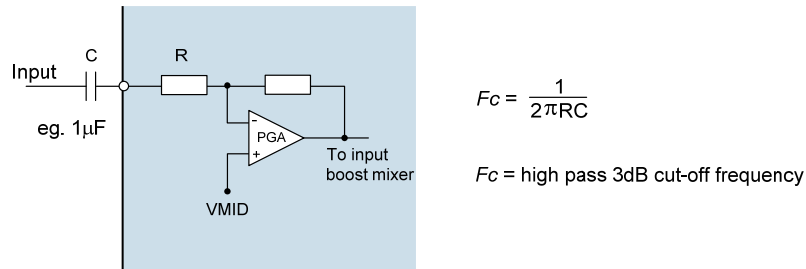 C
R
Input
eg. 1μF
-
PGA
+
To input
boost mixer
VMID
Fc = 1
2πRC
Fc = high pass 3dB cut-off frequency